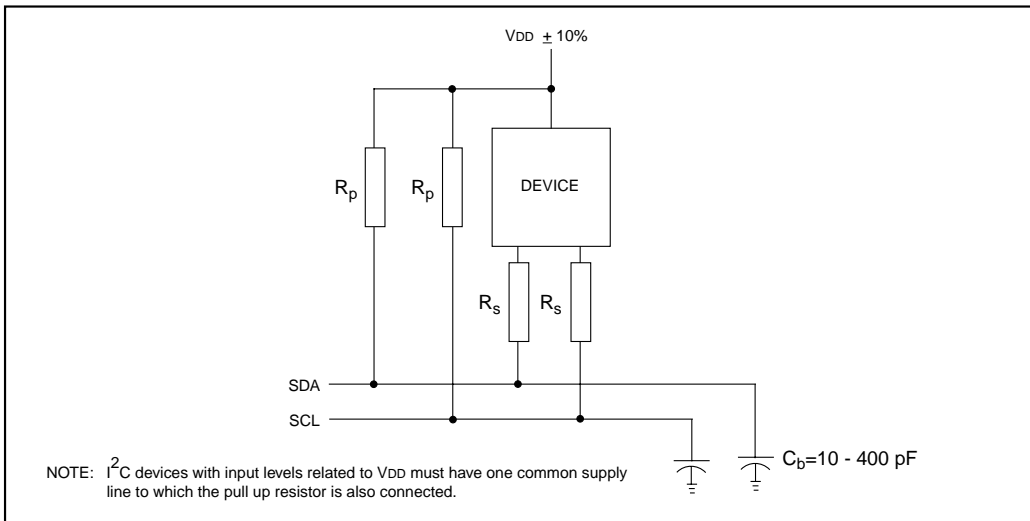 VDD ± 10%
Rp
Rp
DEVICE
Rs
Rs
SDA
SCL
Cb=10 - 400 pF
NOTE: I2C devices with input levels related to VDD must have one common supply
line to which the pull up resistor is also connected.